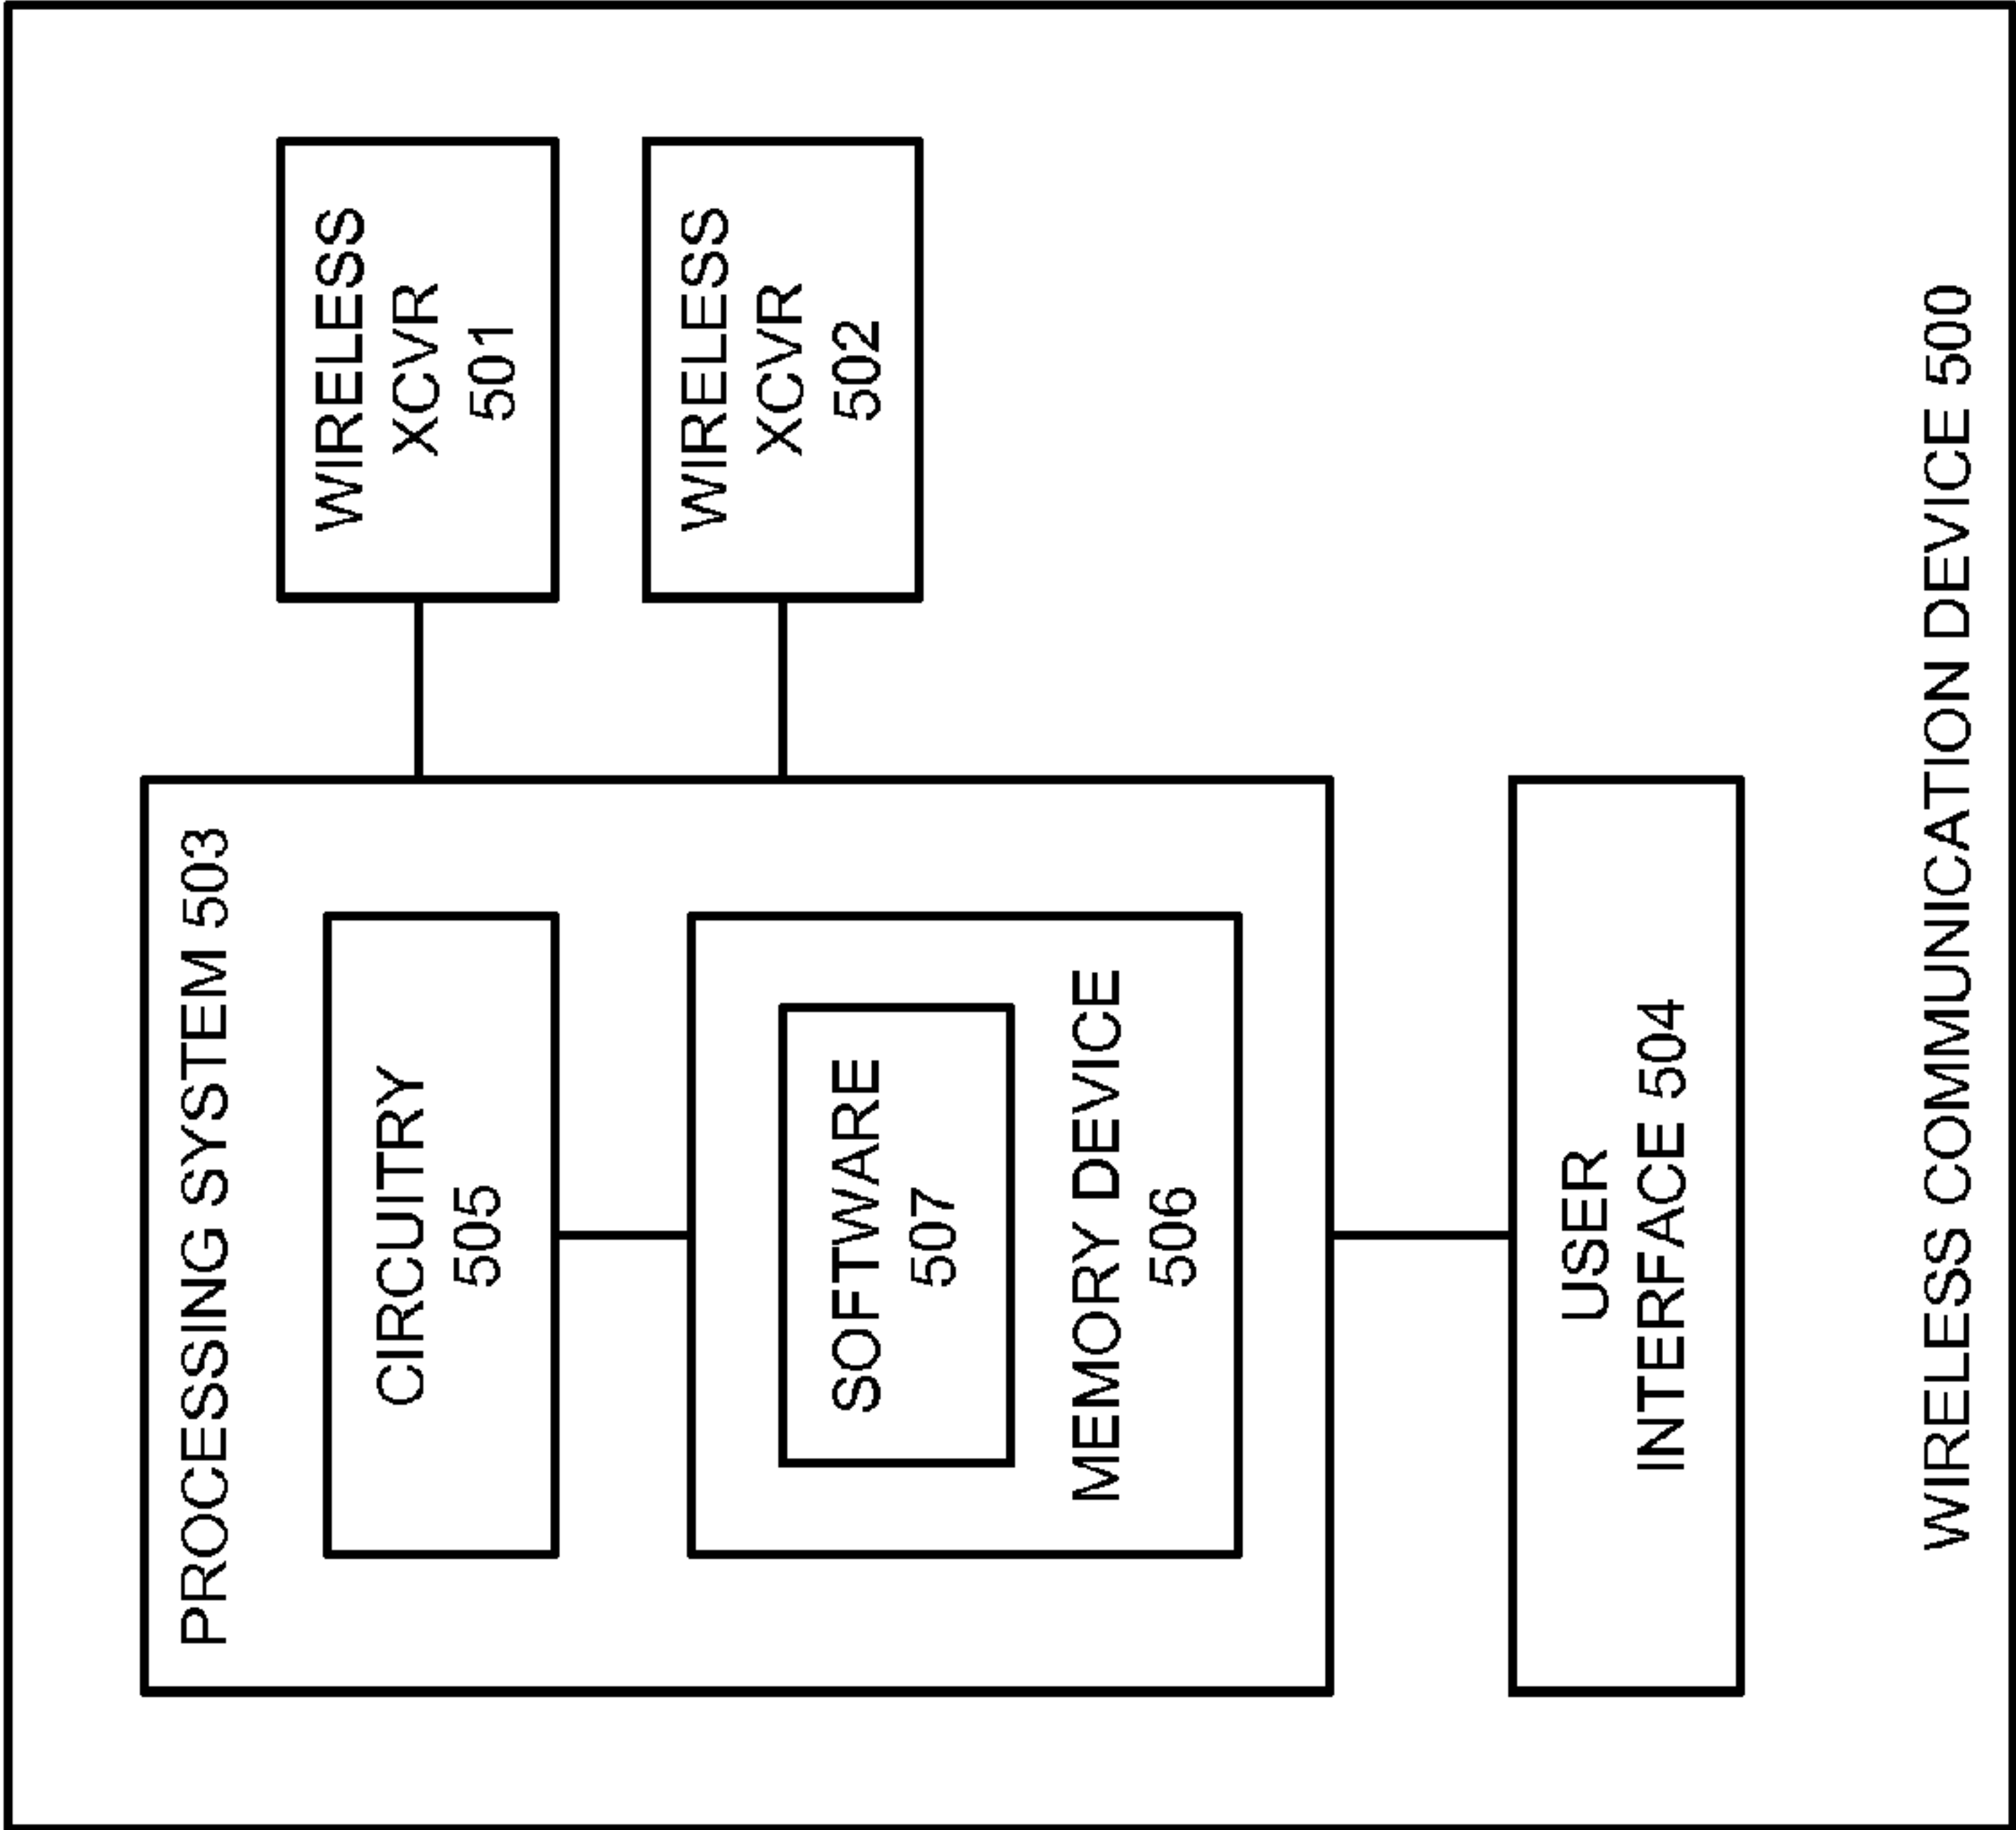 PROCESSING SYSTEM 503
CIRCUITRY
505
SOFTWARE
507
MEMORY DEVICE
506
WIRELESS
XCVR
501
WIRELESS
XCVR
502
USER
INTERFACE 504
WIRELESS COMMUNICATION DEVICE 500